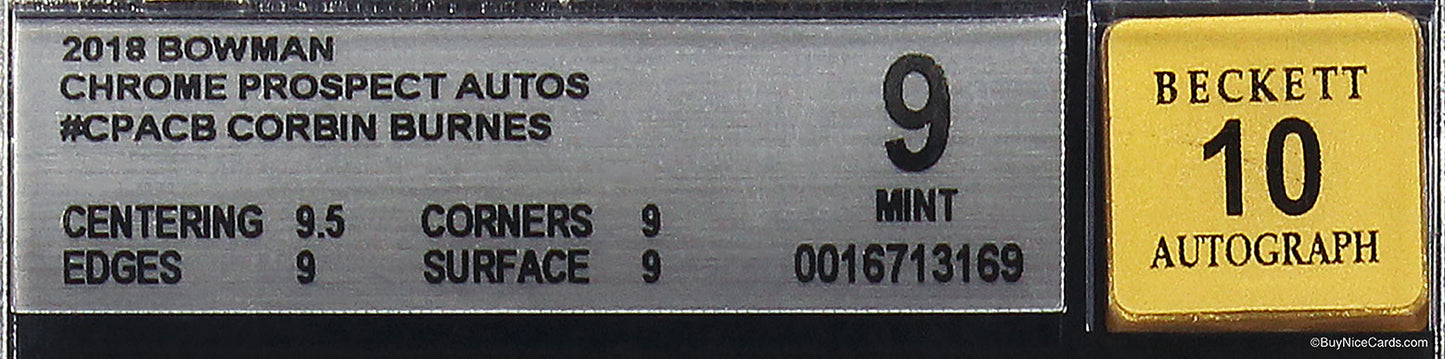 2018 BOWMAN
CHROME PROSPECT AUTOS
#CPACB CORBIN BURNES
9
MINT
CENTERING 9.5 CORNERS 9
EDGES 9 SURFACE 9
0016713169
BECKETT
10
AUTOGRAPH
©BuyNiceCards.com